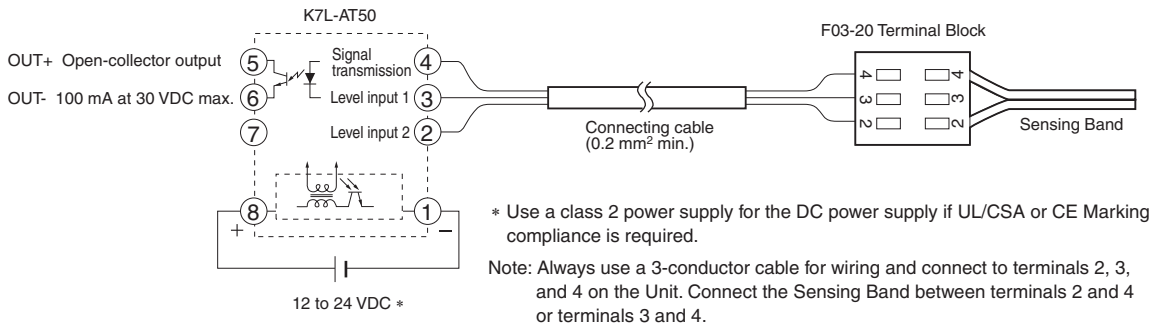 K7L-AT50
F03-20 Terminal Block
OUT+ Open-collector output
OUT- 100 mA at 30 VDC max.
5
6
7
8
Signal
transmission
Level input 1
Level input 2
4
3
2
1
+
−
12 to 24 VDC *
Connecting cable
(0.2 mm² min.)
4
3
2
4
3
2
Sensing Band
* Use a class 2 power supply for the DC power supply if UL/CSA or CE Marking
compliance is required.
Note: Always use a 3-conductor cable for wiring and connect to terminals 2, 3,
and 4 on the Unit. Connect the Sensing Band between terminals 2 and 4
or terminals 3 and 4.